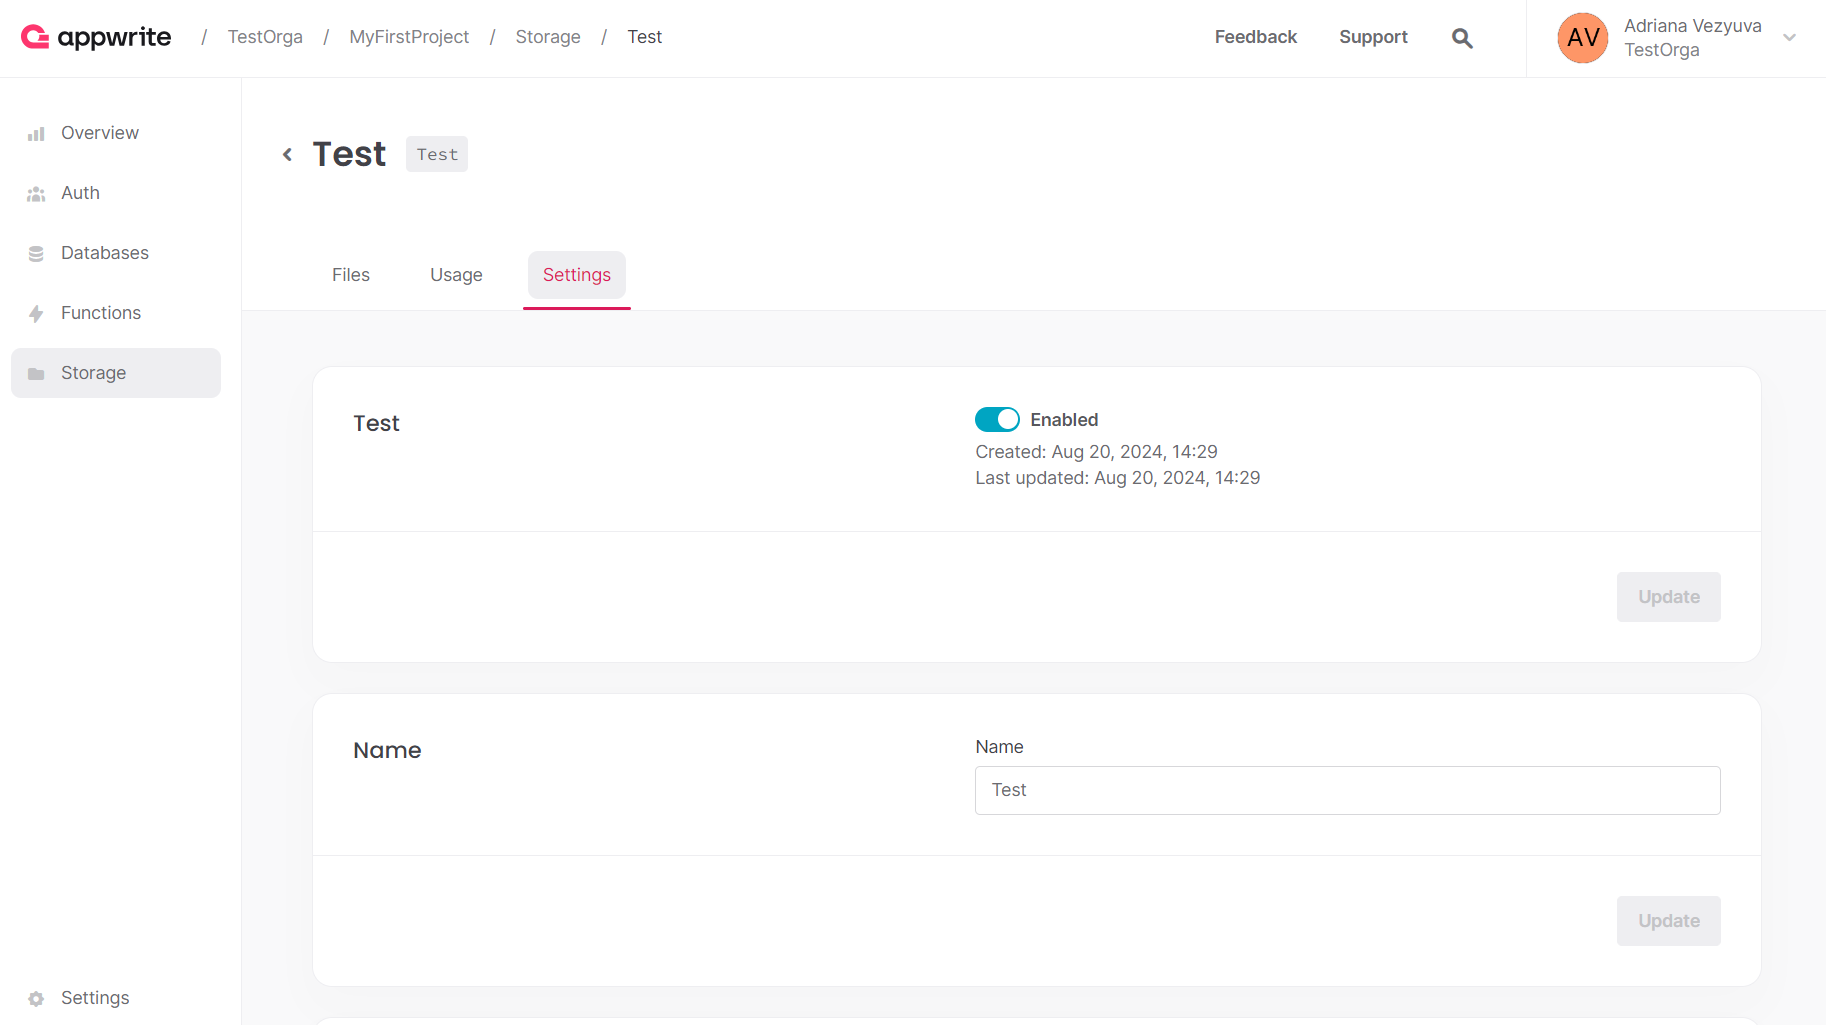 appwrite / TestOrga / MyFirstProject / Storage / Test
Feedback
Support
AV
Adriana Vezyuva
TestOrga
Overview
Auth
Databases
Functions
Storage
Settings
Test
Test
Files
Usage
Settings
Test
Enabled
Created: Aug 20, 2024, 14:29
Last updated: Aug 20, 2024, 14:29
Update
Name
Name
Test
Update